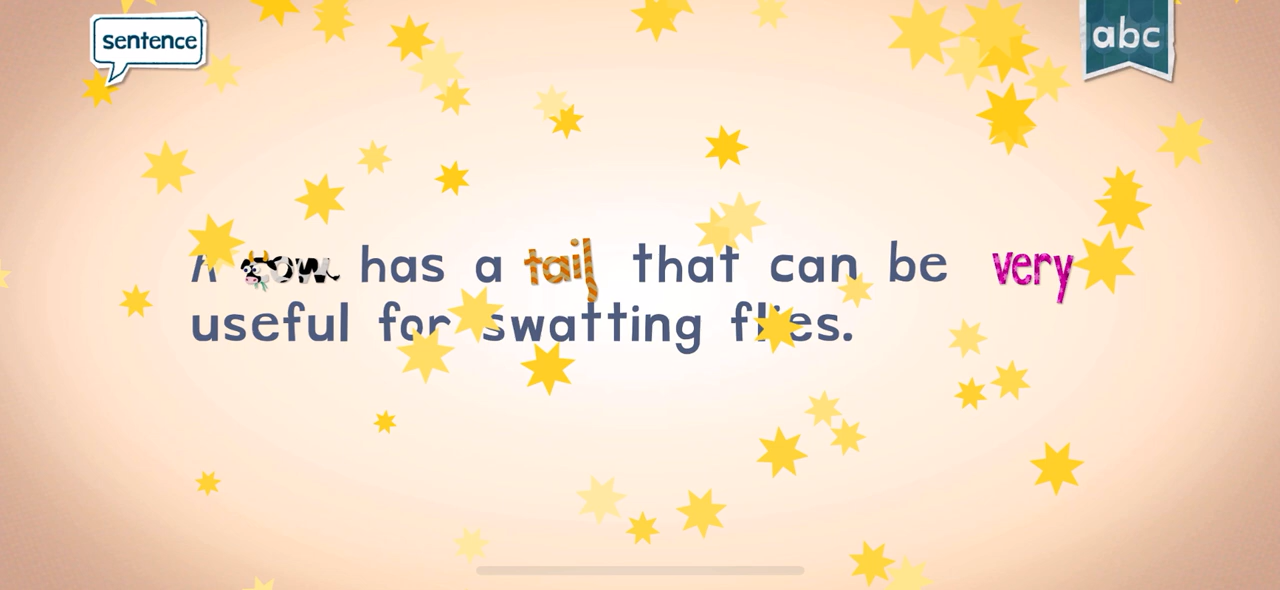 sentence
abc
A cow has a tail that can be very
useful for swatting flies.